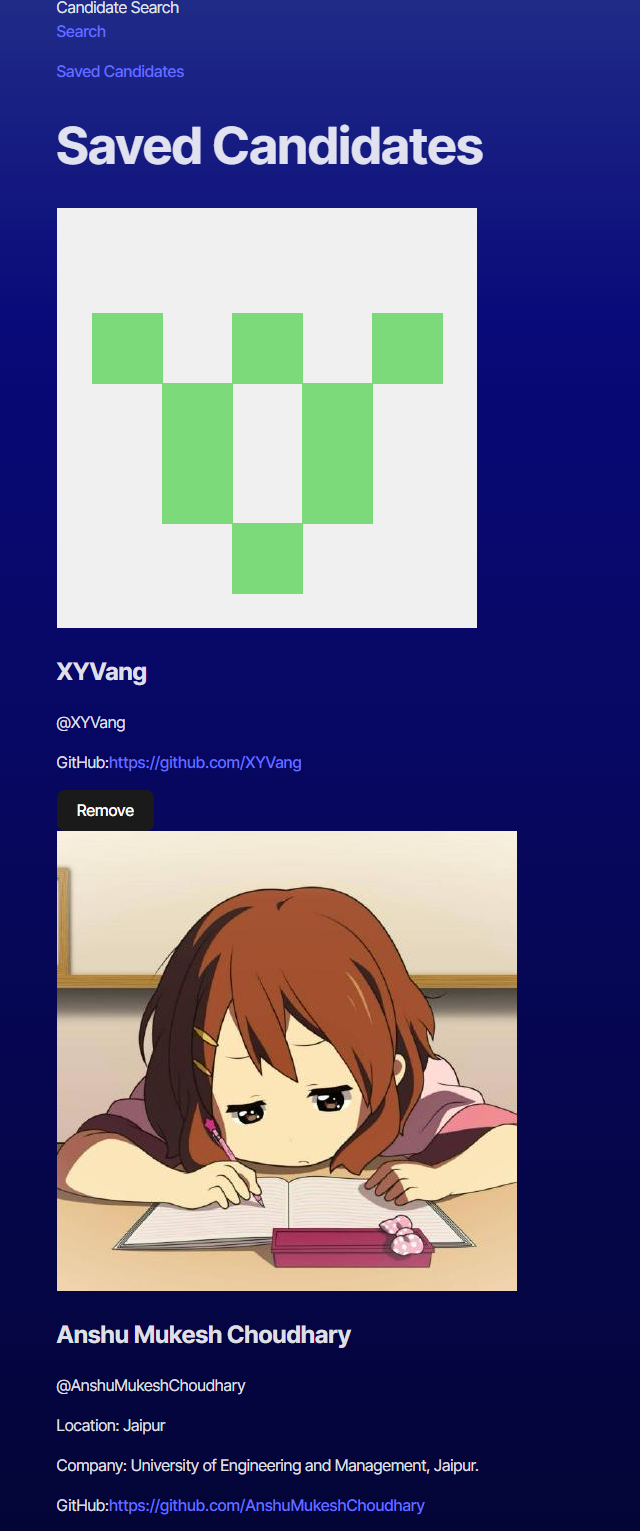 Candidate Search
Search
Saved Candidates
Saved Candidates
XYVang
@XYVang
GitHub:https://github.com/XYVang
Remove
Anshu Mukesh Choudhary
@AnshuMukeshChoudhary
Location: Jaipur
Company: University of Engineering and Management, Jaipur.
GitHub:https://github.com/AnshuMukeshChoudhary